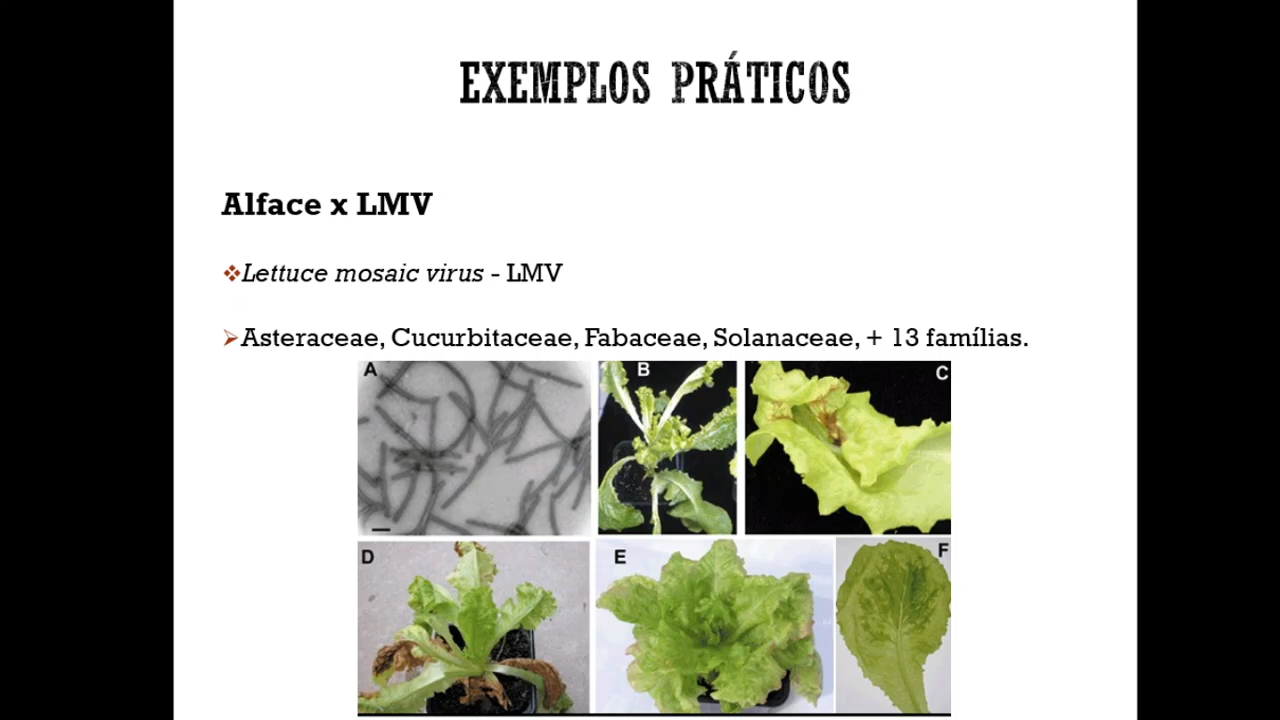 EXEMPLOS PRÁTICOS
Alface x LMV
Lettuce mosaic virus - LMV
Asteraceae, Cucurbitaceae, Fabaceae, Solanaceae, + 13 famílias.
A
B
C
D
E
F